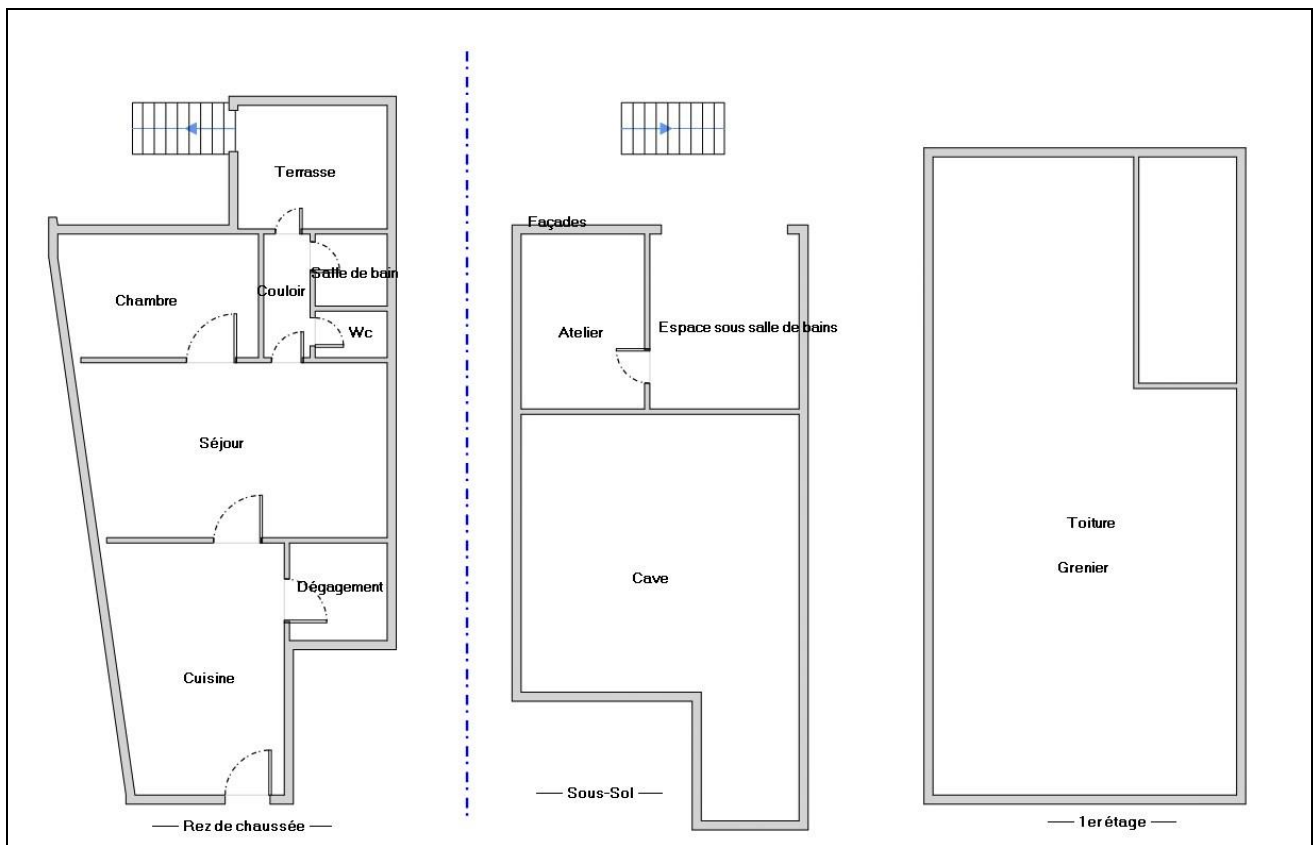 Terrasse
Salle de bain
Couloir
Chambre
Wc
Séjour
Dégagement
Cuisine
Rez de chaussée
Façades
Atelier
Espace sous salle de bains
Cave
Sous-Sol
Toiture
Grenier
1er étage